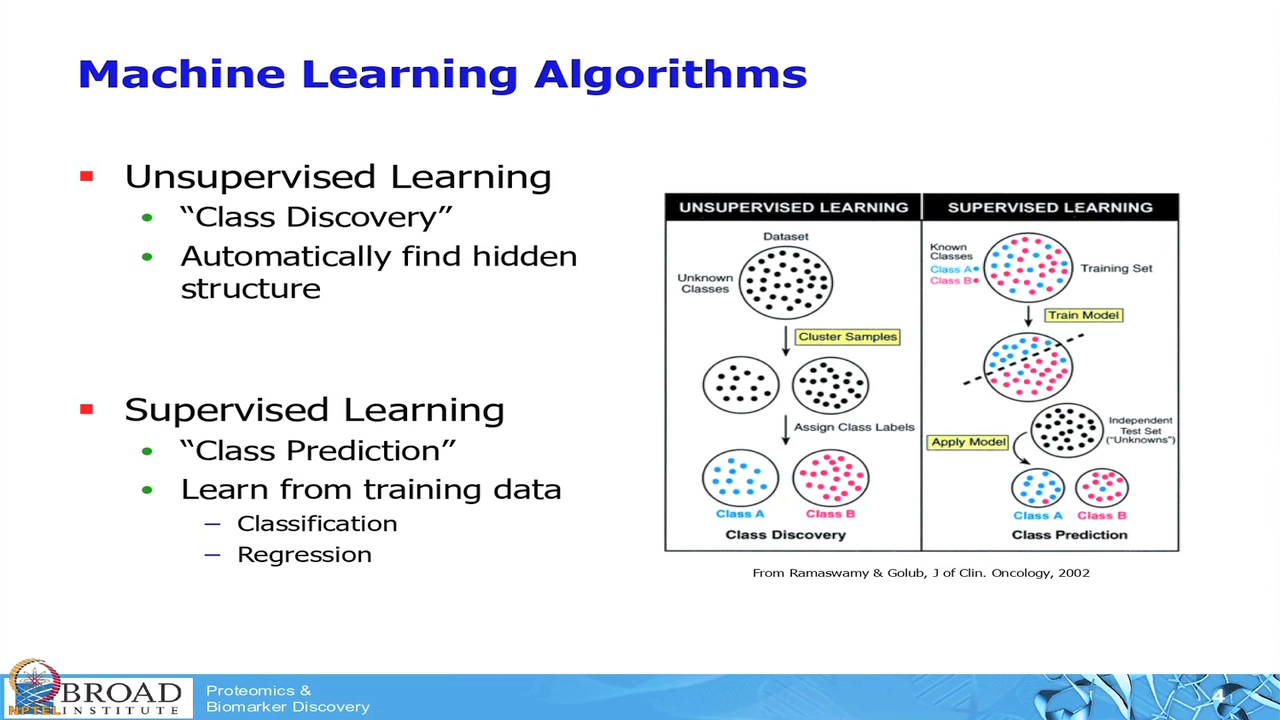 Machine Learning Algorithms
Unsupervised Learning
“Class Discovery”
Automatically find hidden
structure
Supervised Learning
“Class Prediction”
Learn from training data
– Classification
– Regression
UNSUPERVISED LEARNING
Dataset
Unknown
Classes
Cluster Samples
Assign Class Labels
Class A
Class B
Class Discovery
SUPERVISED LEARNING
Known
Classes
Class A
Class B
Training Set
Train Model
Independent
Test Set
(“Unknowns”)
Apply Model
Class A
Class B
Class Prediction
From Ramaswamy & Golub, J of Clin. Oncology, 2002
NPTEL
BROAD
INSTITUTE
Proteomics &
Biomarker Discovery
4